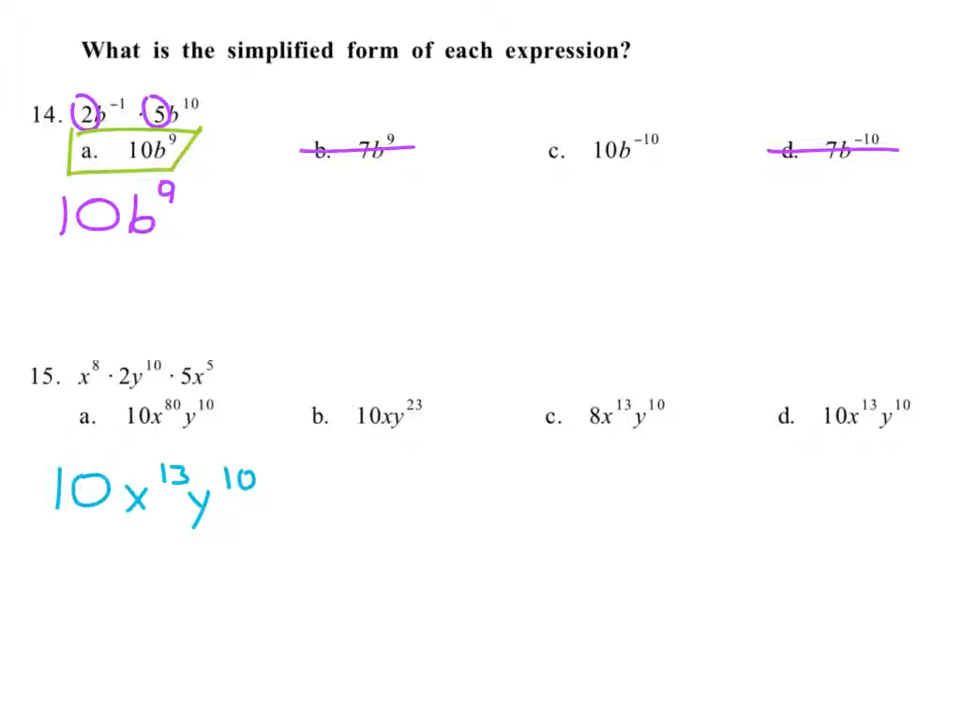 What is the simplified form of each expression?
14. 2b⁻¹ · 5b¹⁰
a. 10b⁹ b. 7b⁹ c. 10b⁻¹⁰ d. 7b⁻¹⁰
10b⁹
15. x⁸ · 2y¹⁰ · 5x⁵
a. 10x⁸⁰y¹⁰ b. 10xy²³ c. 8x¹³y¹⁰ d. 10x¹³y¹⁰
10x¹³y¹⁰